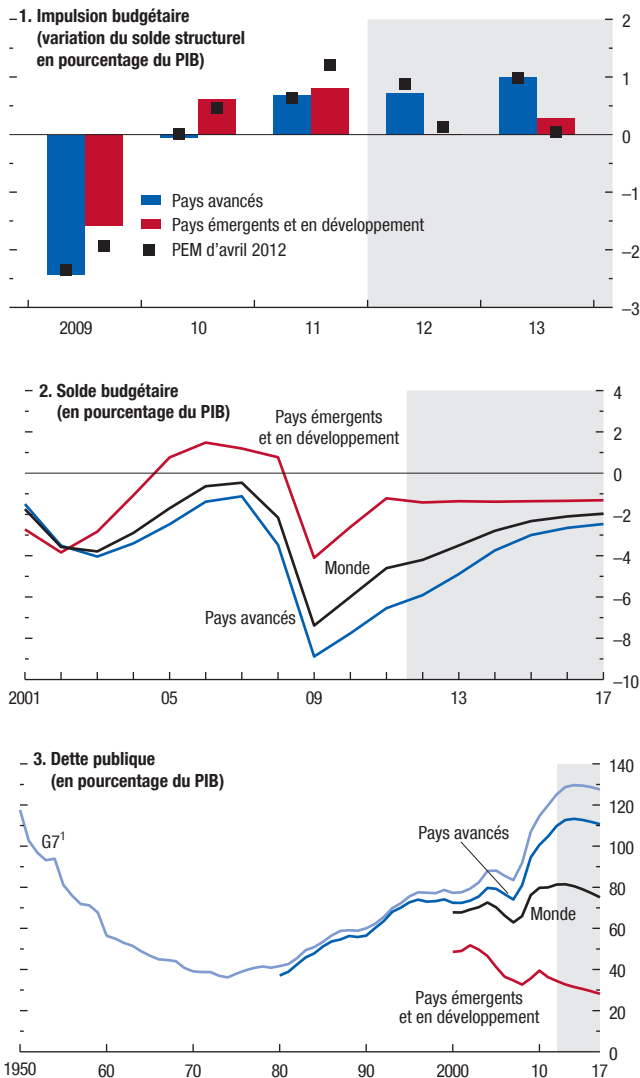 1. Impulsion budgétaire
(variation du solde structurel
en pourcentage du PIB)
2
1
0
–1
–2
–3
Pays avancés
Pays émergents et en développement
PEM d’avril 2012
2009
10
11
12
13
2. Solde budgétaire
(en pourcentage du PIB)
Pays émergents
et en développement
Monde
Pays avancés
4
2
0
–2
–4
–6
–8
–10
2001
05
09
13
17
3. Dette publique
(en pourcentage du PIB)
G7¹
Pays avancés
Monde
Pays émergents
et en développement
140
120
100
80
60
40
20
0
1950
60
70
80
90
2000
10
17